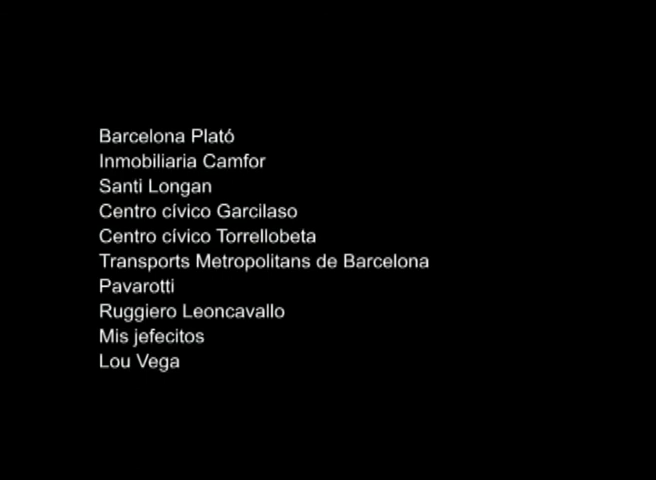 Barcelona Plató
Inmobiliaria Camfor
Santi Longan
Centro cívico Garcilaso
Centro cívico Torrellobeta
Transports Metropolitans de Barcelona
Pavarotti
Ruggiero Leoncavallo
Mis jefecitos
Lou Vega